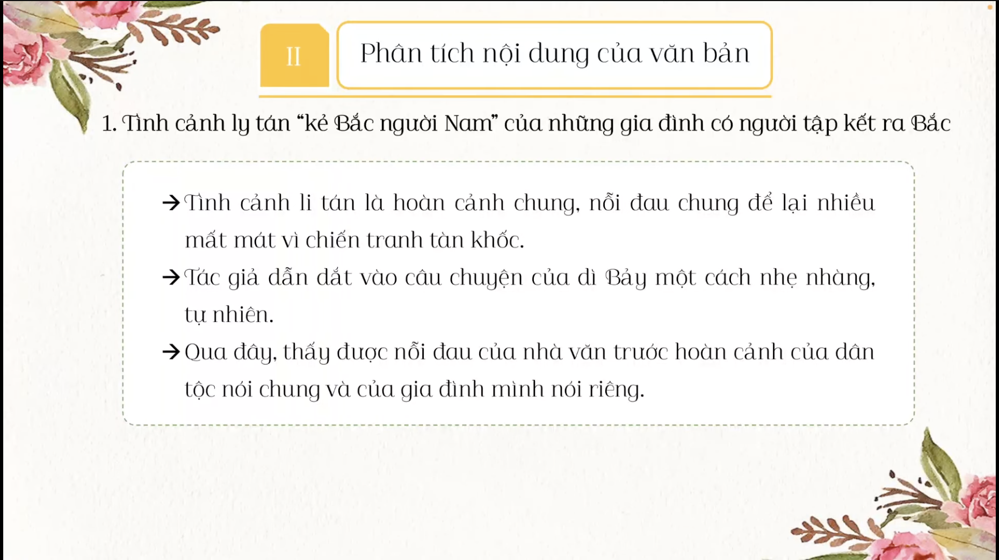 II
Phân tích nội dung của văn bản
1. Tình cảnh ly tán “kẻ Bắc người Nam” của những gia đình có người tập kết ra Bắc
→ Tình cảnh li tán là hoàn cảnh chung, nỗi đau chung để lại nhiều
mất mát vì chiến tranh tàn khốc.
→ Tác giả dẫn dắt vào câu chuyện của dì Bảy một cách nhẹ nhàng,
tự nhiên.
→ Qua đây, thấy được nỗi đau của nhà văn trước hoàn cảnh của dân
tộc nói chung và của gia đình mình nói riêng.